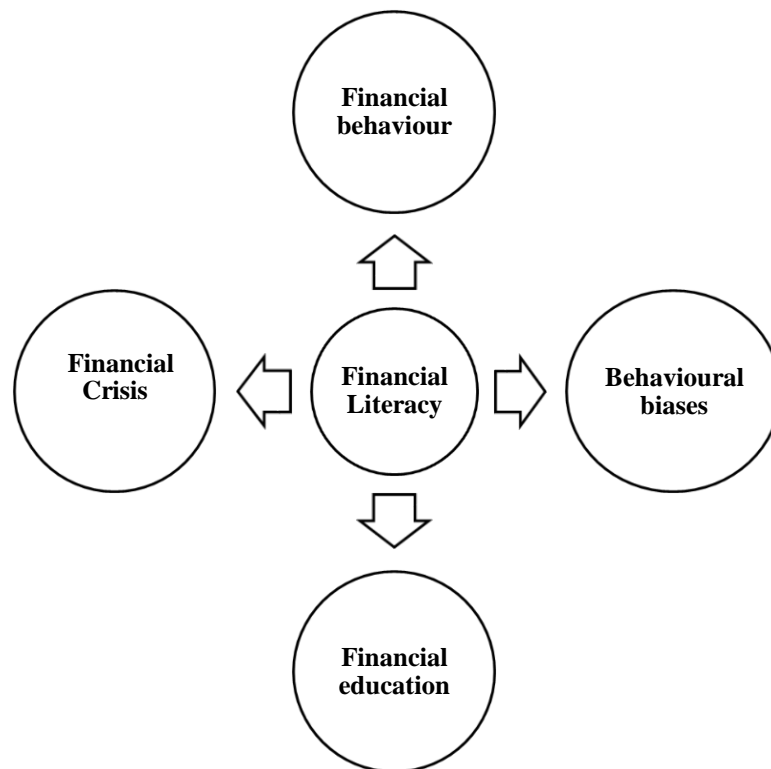 Financial
behaviour
Financial
Crisis
Financial
Literacy
Behavioural
biases
Financial
education